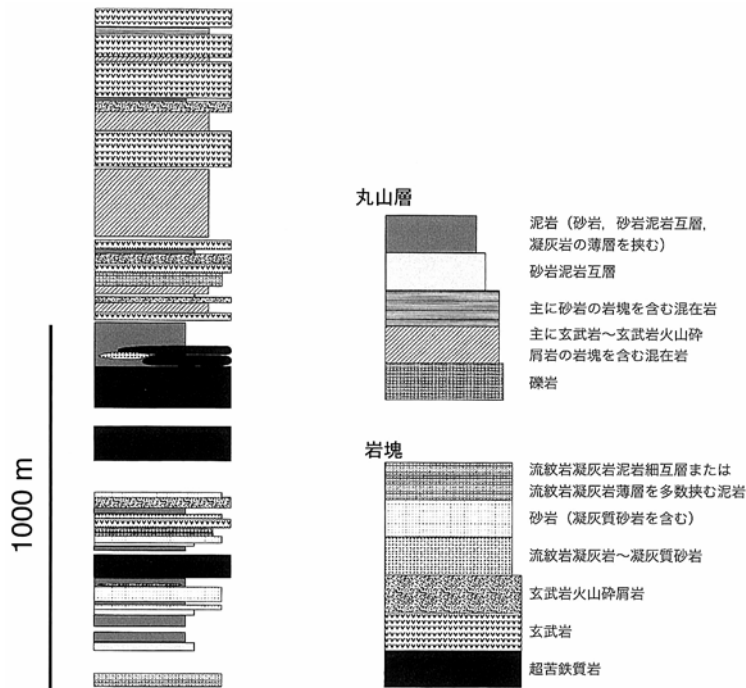 丸山層
泥岩（砂岩，砂岩泥岩互層，
凝灰岩の薄層を挟む）
砂岩泥岩互層
主に砂岩の岩塊を含む混在岩
主に玄武岩〜玄武岩火山砕
屑岩の岩塊を含む混在岩
礫岩
岩塊
流紋岩凝灰岩泥岩細互層または
流紋岩凝灰岩薄層を多数挟む泥岩
砂岩（凝灰質砂岩を含む）
流紋岩凝灰岩〜凝灰質砂岩
玄武岩火山砕屑岩
玄武岩
超苦鉄質岩
1000 m